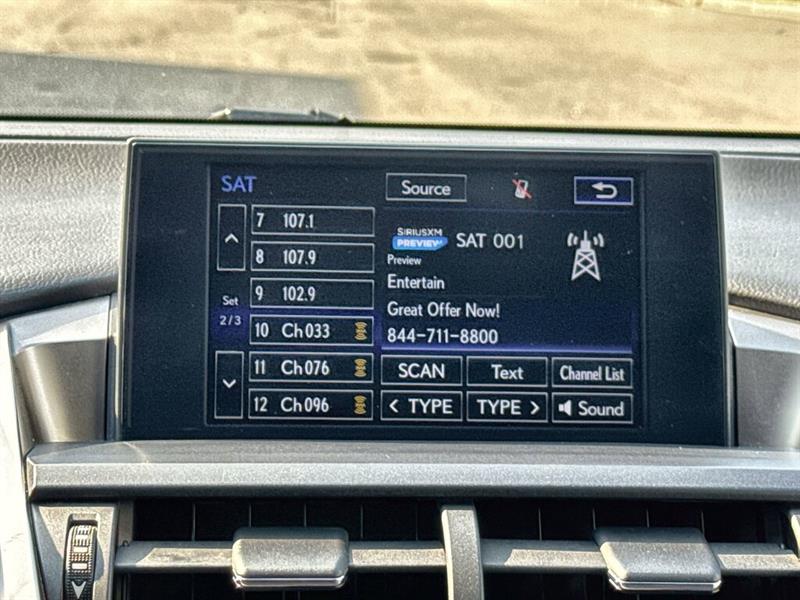 SAT
Source
7 107.1
8 107.9
9 102.9
10 Ch033
11 Ch076
12 Ch096
Set
2/3
SIRIUSXM
PREVIEW
SAT 001
Preview
Entertain
Great Offer Now!
844-711-8800
SCAN
Text
Channel List
< TYPE
TYPE >
Sound